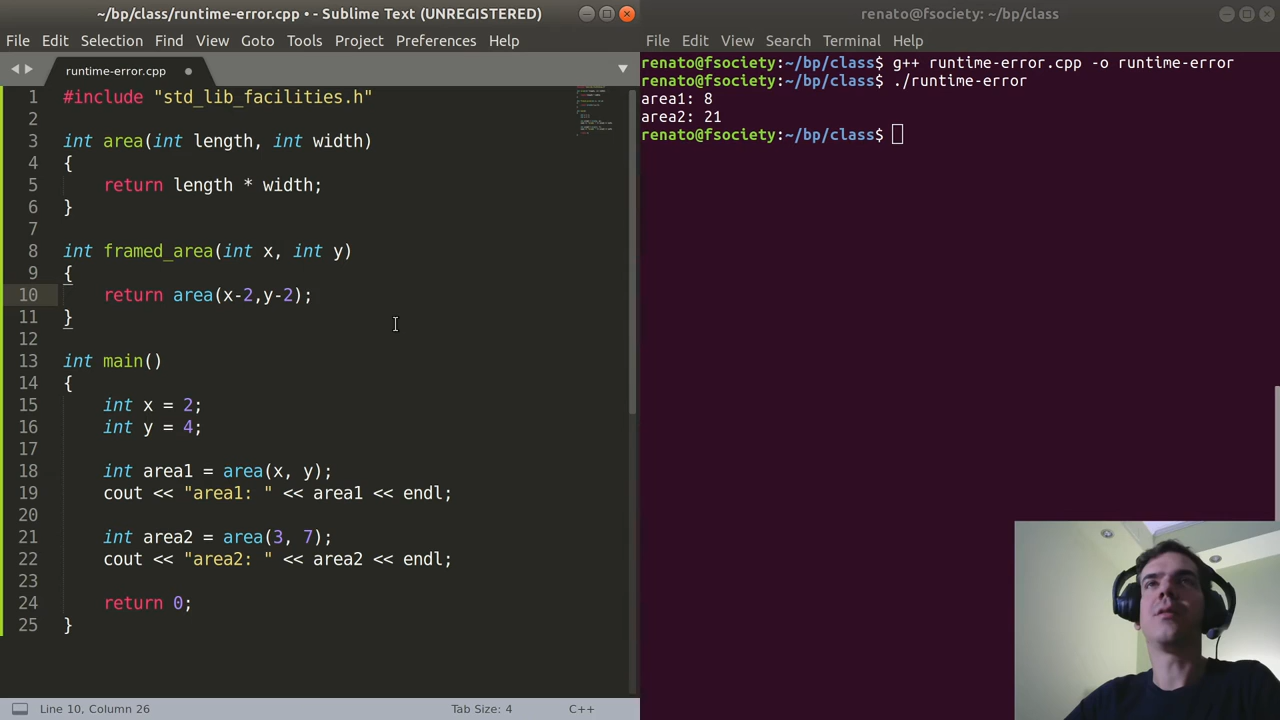 ~/bp/class/runtime-error.cpp • - Sublime Text (UNREGISTERED)
File Edit Selection Find View Goto Tools Project Preferences Help
runtime-error.cpp
1 #include "std_lib_facilities.h"
2
3 int area(int length, int width)
4 {
5 return length * width;
6 }
7
8 int framed_area(int x, int y)
9 {
10 return area(x-2,y-2);
11 }
12
13 int main()
14 {
15 int x = 2;
16 int y = 4;
17
18 int area1 = area(x, y);
19 cout << "area1: " << area1 << endl;
20
21 int area2 = area(3, 7);
22 cout << "area2: " << area2 << endl;
23
24 return 0;
25 }
Line 10, Column 26 Tab Size: 4 C++
renato@fsociety: ~/bp/class
File Edit View Search Terminal Help
renato@fsociety:~/bp/class$ g++ runtime-error.cpp -o runtime-error
renato@fsociety:~/bp/class$ ./runtime-error
area1: 8
area2: 21
renato@fsociety:~/bp/class$